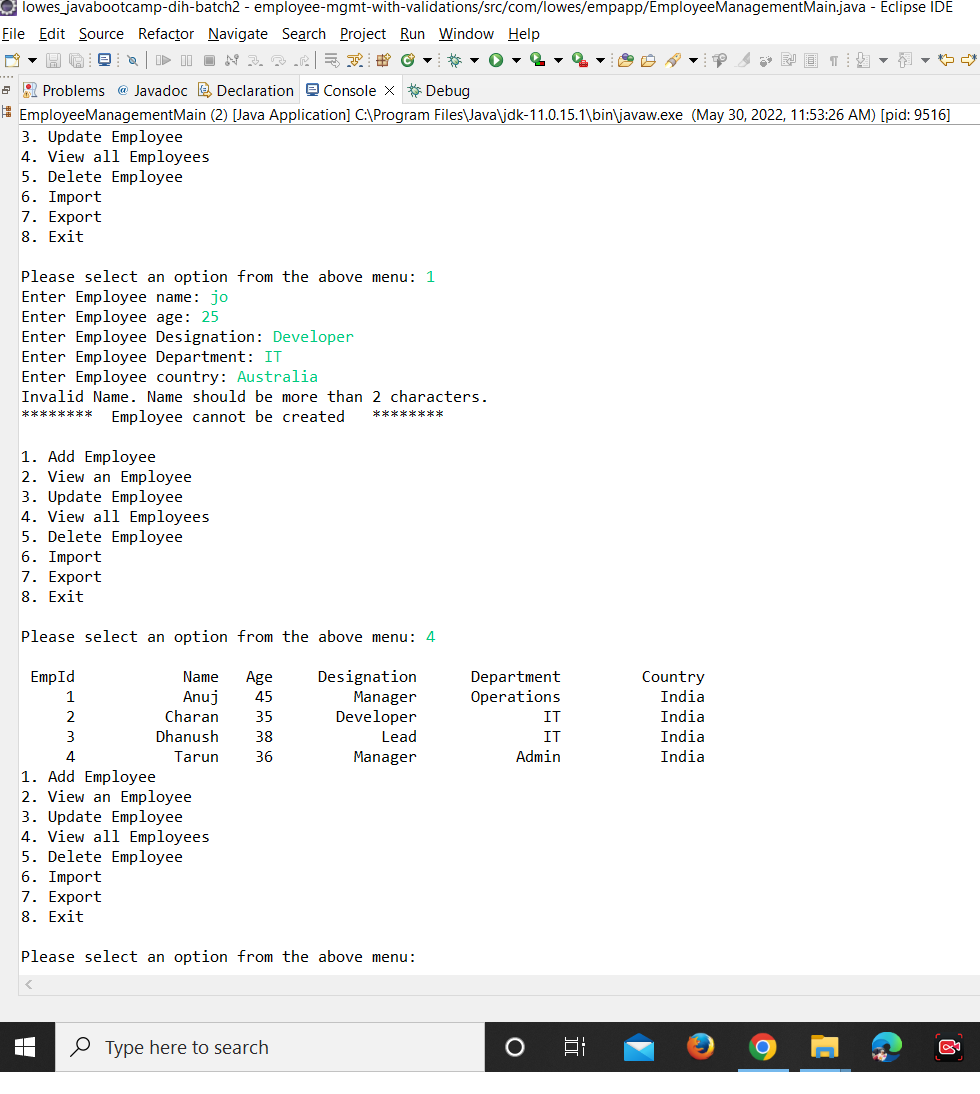 lowes_javabootcamp-dih-batch2 - employee-mgmt-with-validations/src/com/lowes/empapp/EmployeeManagementMain.java - Eclipse IDE
File Edit Source Refactor Navigate Search Project Run Window Help
Problems @ Javadoc Declaration Console Debug
EmployeeManagementMain (2) [Java Application] C:\Program Files\Java\jdk-11.0.15.1\bin\javaw.exe (May 30, 2022, 11:53:26 AM) [pid: 9516]
3. Update Employee
4. View all Employees
5. Delete Employee
6. Import
7. Export
8. Exit
Please select an option from the above menu: 1
Enter Employee name: jo
Enter Employee age: 25
Enter Employee Designation: Developer
Enter Employee Department: IT
Enter Employee country: Australia
Invalid Name. Name should be more than 2 characters.
******** Employee cannot be created ********
1. Add Employee
2. View an Employee
3. Update Employee
4. View all Employees
5. Delete Employee
6. Import
7. Export
8. Exit
Please select an option from the above menu: 4
EmpId Name Age Designation Department Country
1 Anuj 45 Manager Operations India
2 Charan 35 Developer IT India
3 Dhanush 38 Lead IT India
4 Tarun 36 Manager Admin India
1. Add Employee
2. View an Employee
3. Update Employee
4. View all Employees
5. Delete Employee
6. Import
7. Export
8. Exit
Please select an option from the above menu:
Type here to search